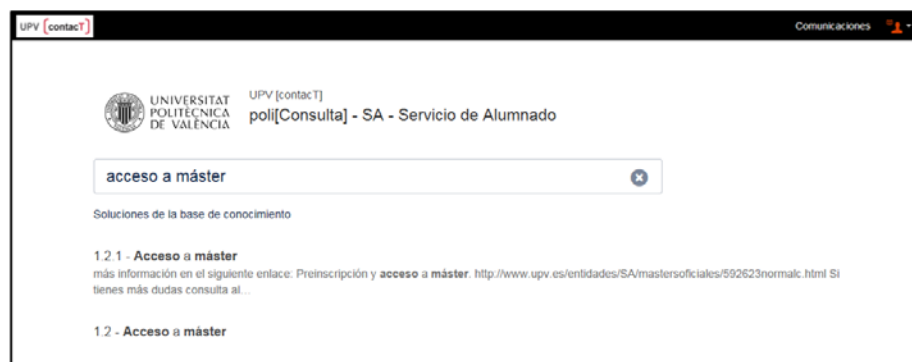 UPV [contacT]
Comunicaciones
UNIVERSITAT
POLITÈCNICA
DE VALÈNCIA
UPV [contacT]
poli[Consulta] - SA - Servicio de Alumnado
acceso a máster
Soluciones de la base de conocimiento
1.2.1 - Acceso a máster
más información en el siguiente enlace: Preinscripción y acceso a máster. http://www.upv.es/entidades/SA/mastersoficiales/592623normalc.html Si
tienes más dudas consulta al...
1.2 - Acceso a máster